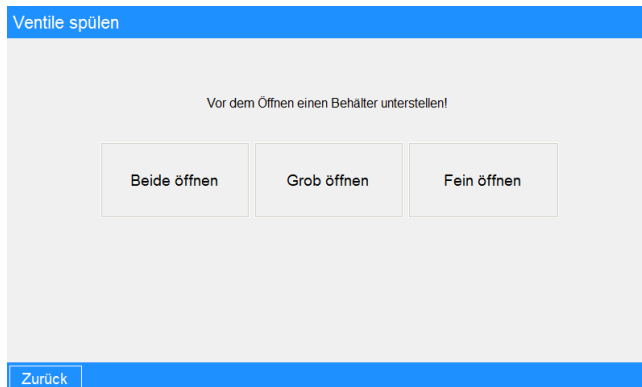 Ventile spülen
Vor dem Öffnen einen Behälter unterstellen!
Beide öffnen
Grob öffnen
Fein öffnen
Zurück